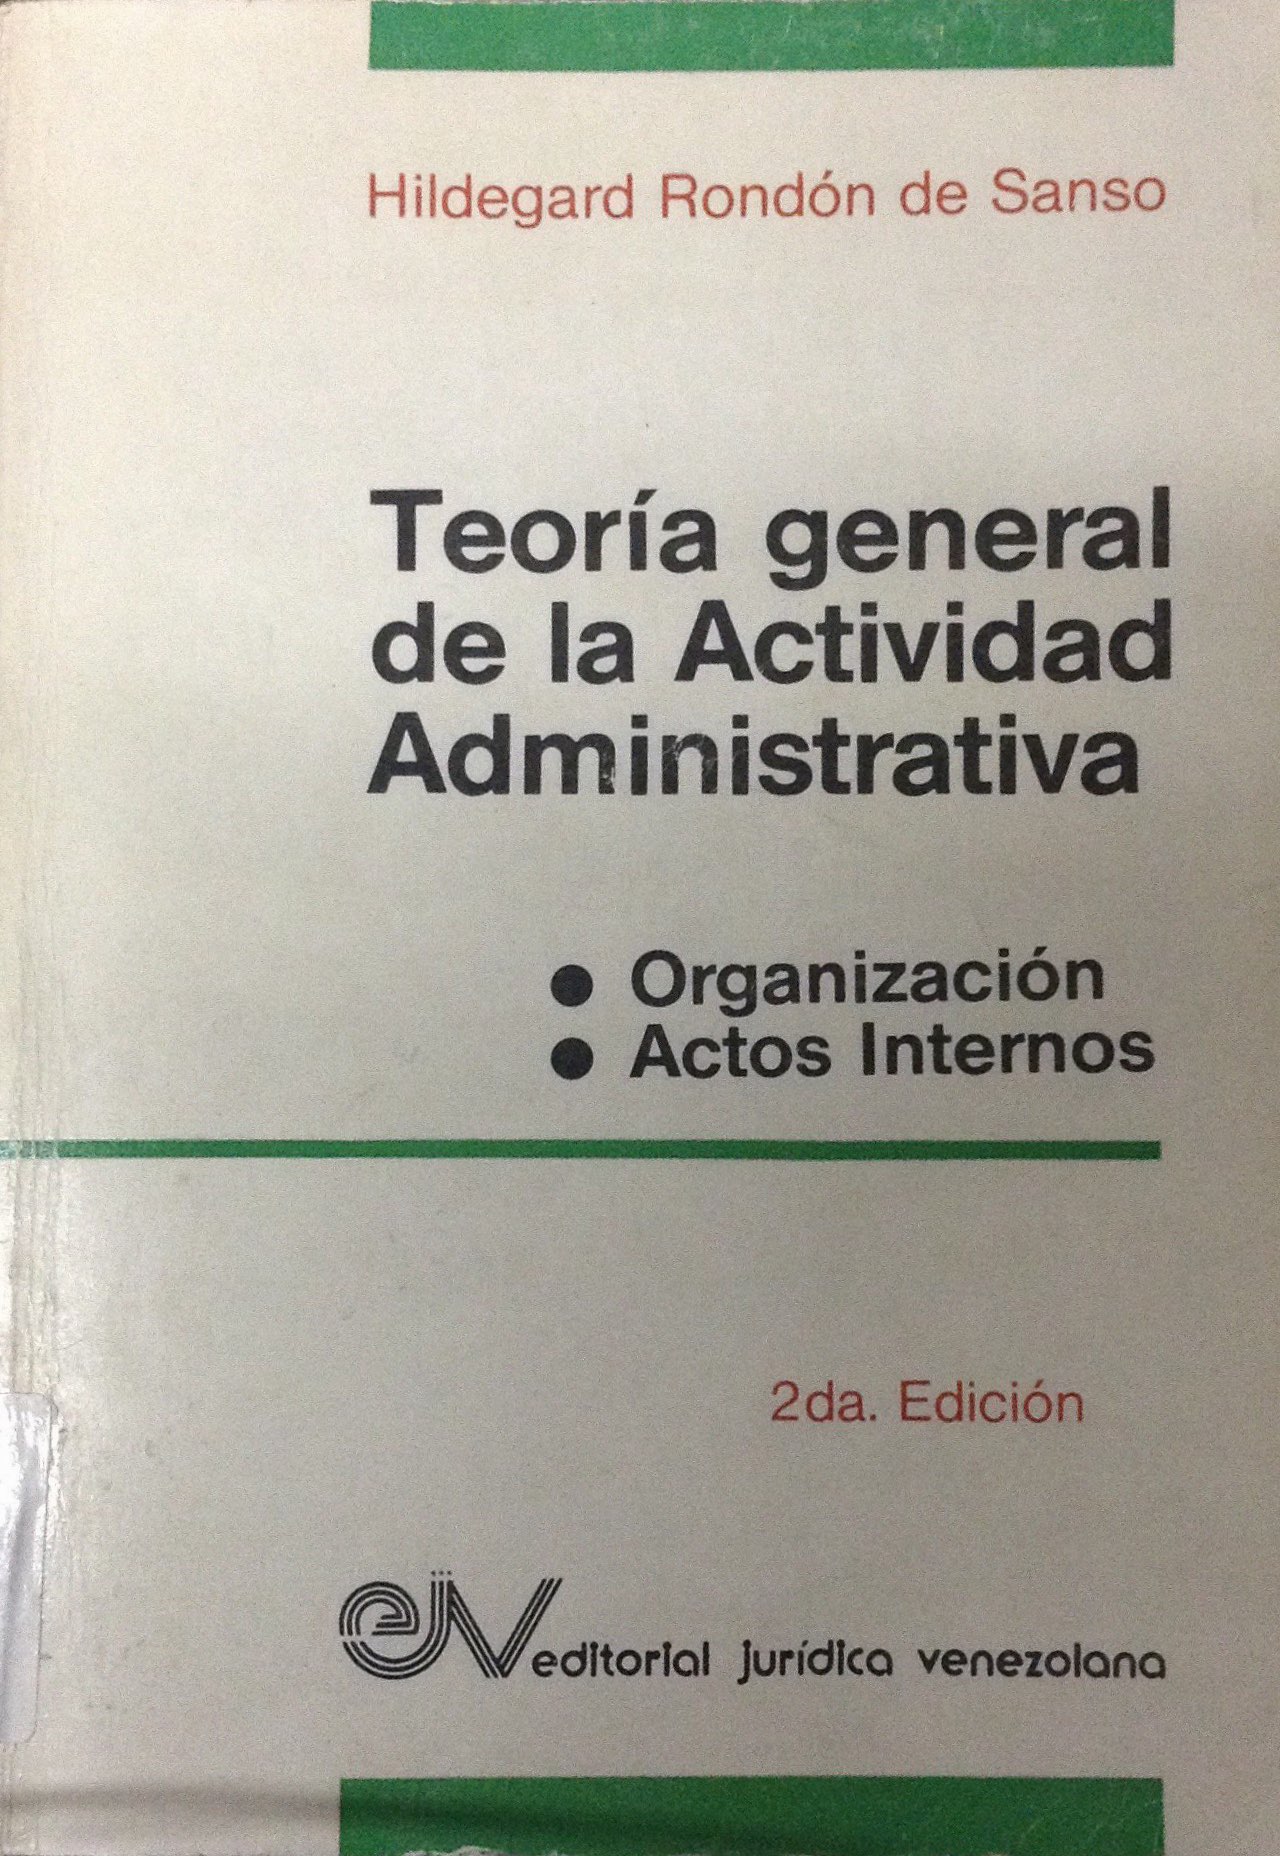 Hildegard Rondón de Sanso
Teoría general
de la Actividad
Administrativa
● Organización
● Actos Internos
2da. Edición
ejv editorial jurídica venezolana